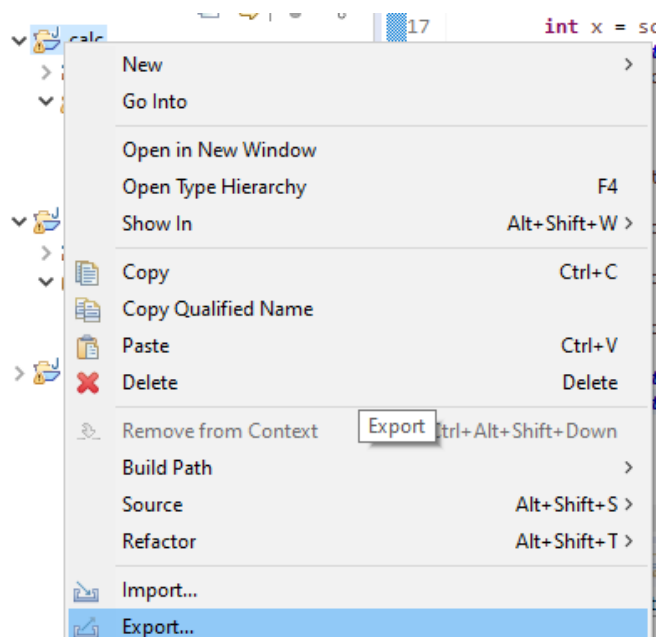 17 int x = sc
calc
New
Go Into
Open in New Window
Open Type Hierarchy F4
Show In Alt+Shift+W >
Copy Ctrl+C
Copy Qualified Name
Paste Ctrl+V
Delete Delete
Remove from Context Ctrl+Alt+Shift+Down
Export
Build Path
Source Alt+Shift+S >
Refactor Alt+Shift+T >
Import...
Export...